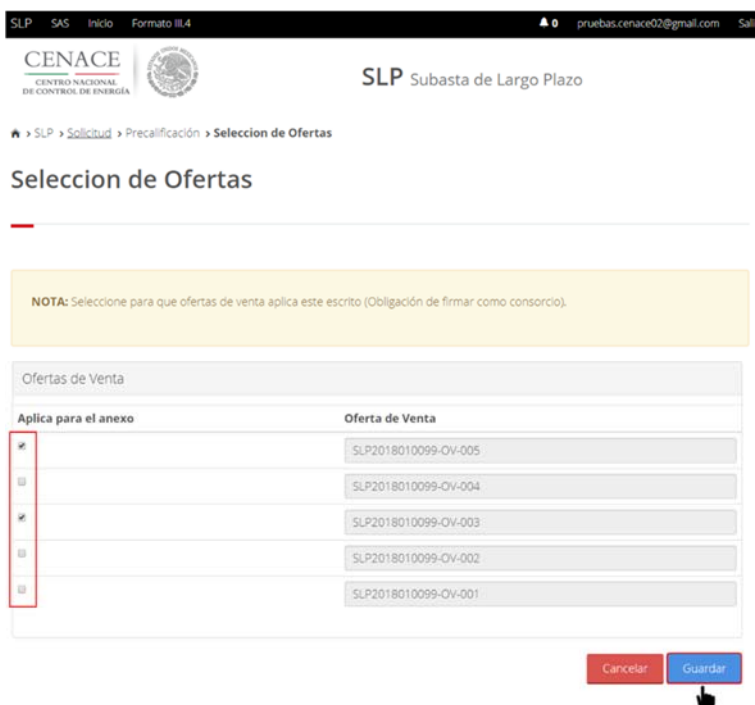 SLP SAS Inicio Formato III.4 0 pruebas.cenace02@gmail.com Sali
CENACE
CENTRO NACIONAL
DE CONTROL DE ENERGÍA
SLP Subasta de Largo Plazo
› SLP › Solicitud › Precalificación › Seleccion de Ofertas
Seleccion de Ofertas
NOTA: Seleccione para que ofertas de venta aplica este escrito (Obligación de firmar como consorcio).
Ofertas de Venta
Aplica para el anexo Oferta de Venta
SLP2018010099-OV-005
SLP2018010099-OV-004
SLP2018010099-OV-003
SLP2018010099-OV-002
SLP2018010099-OV-001
Cancelar Guardar